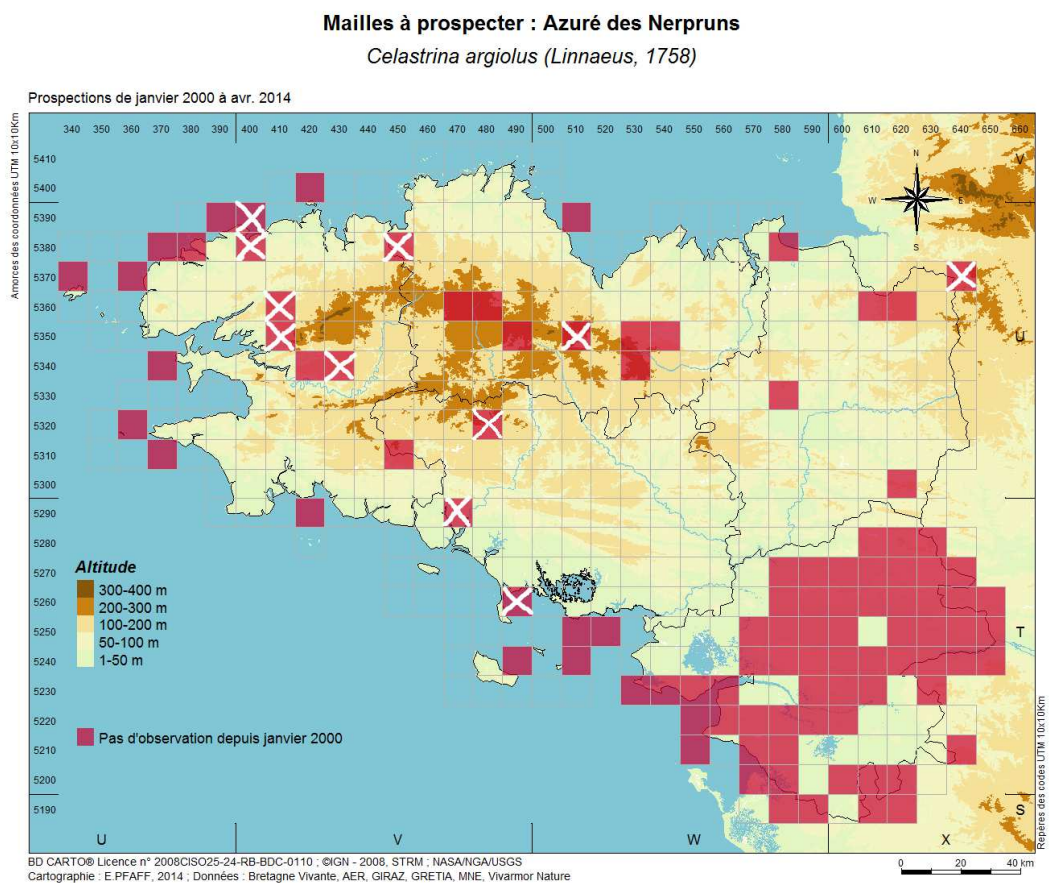 Mailles à prospecter : Azuré des Nerpruns
Celastrina argiolus (Linnaeus, 1758)
Prospections de janvier 2000 à avr. 2014
340 350 360 370 380 390 400 410 420 430 440 450 460 470 480 490 500 510 520 530 540 550 560 570 580 590 600 610 620 630 640 650 660
Amorces des coordonnées UTM 10x10Km
5410
5400
5390
5380
5370
5360
5350
5340
5330
5320
5310
5300
5290
5280
5270
5260
5250
5240
5230
5220
5210
5200
5190
N
W E
S
V
U
T
S
Altitude
300-400 m
200-300 m
100-200 m
50-100 m
1-50 m
Pas d'observation depuis janvier 2000
U V W X
Repères des codes UTM 10x10Km
BD CARTO® Licence n° 2008CISO25-24-RB-BDC-0110 ; ©IGN - 2008, STRM ; NASA/NGA/USGS
Cartographie : E.PFAFF, 2014 ; Données : Bretagne Vivante, AER, GIRAZ, GRETIA, MNE, Vivarmor Nature
0 20 40 km